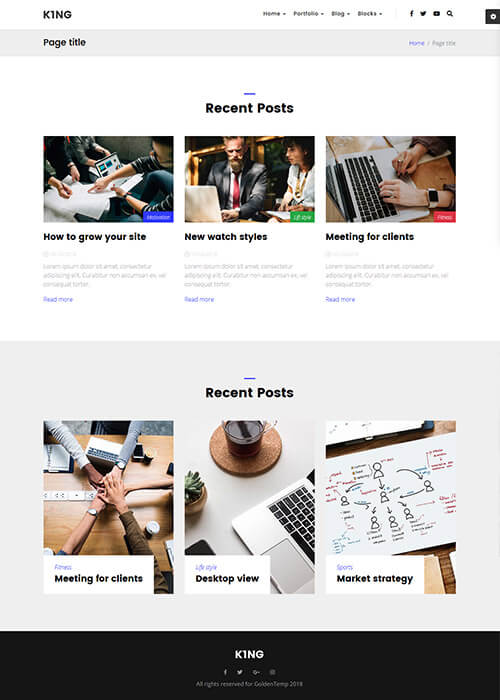 K1NG
Home Portfolio Blog Blocks
Page title
Home / Page title
Recent Posts
Motivation
Life style
Fitness
How to grow your site
New watch styles
Meeting for clients
Lorem ipsum dolor sit amet, consectetur
adipiscing elit. Curabitur non accumsan ex, vel
consequat tortor.
Lorem ipsum dolor sit amet, consectetur
adipiscing elit. Curabitur non accumsan ex, vel
consequat tortor.
Lorem ipsum dolor sit amet, consectetur
adipiscing elit. Curabitur non accumsan ex, vel
consequat tortor.
Read more
Read more
Read more
Recent Posts
Fitness
Meeting for clients
Life style
Desktop view
Sports
Market strategy
K1NG
All rights reserved for GoldenTemp 2018